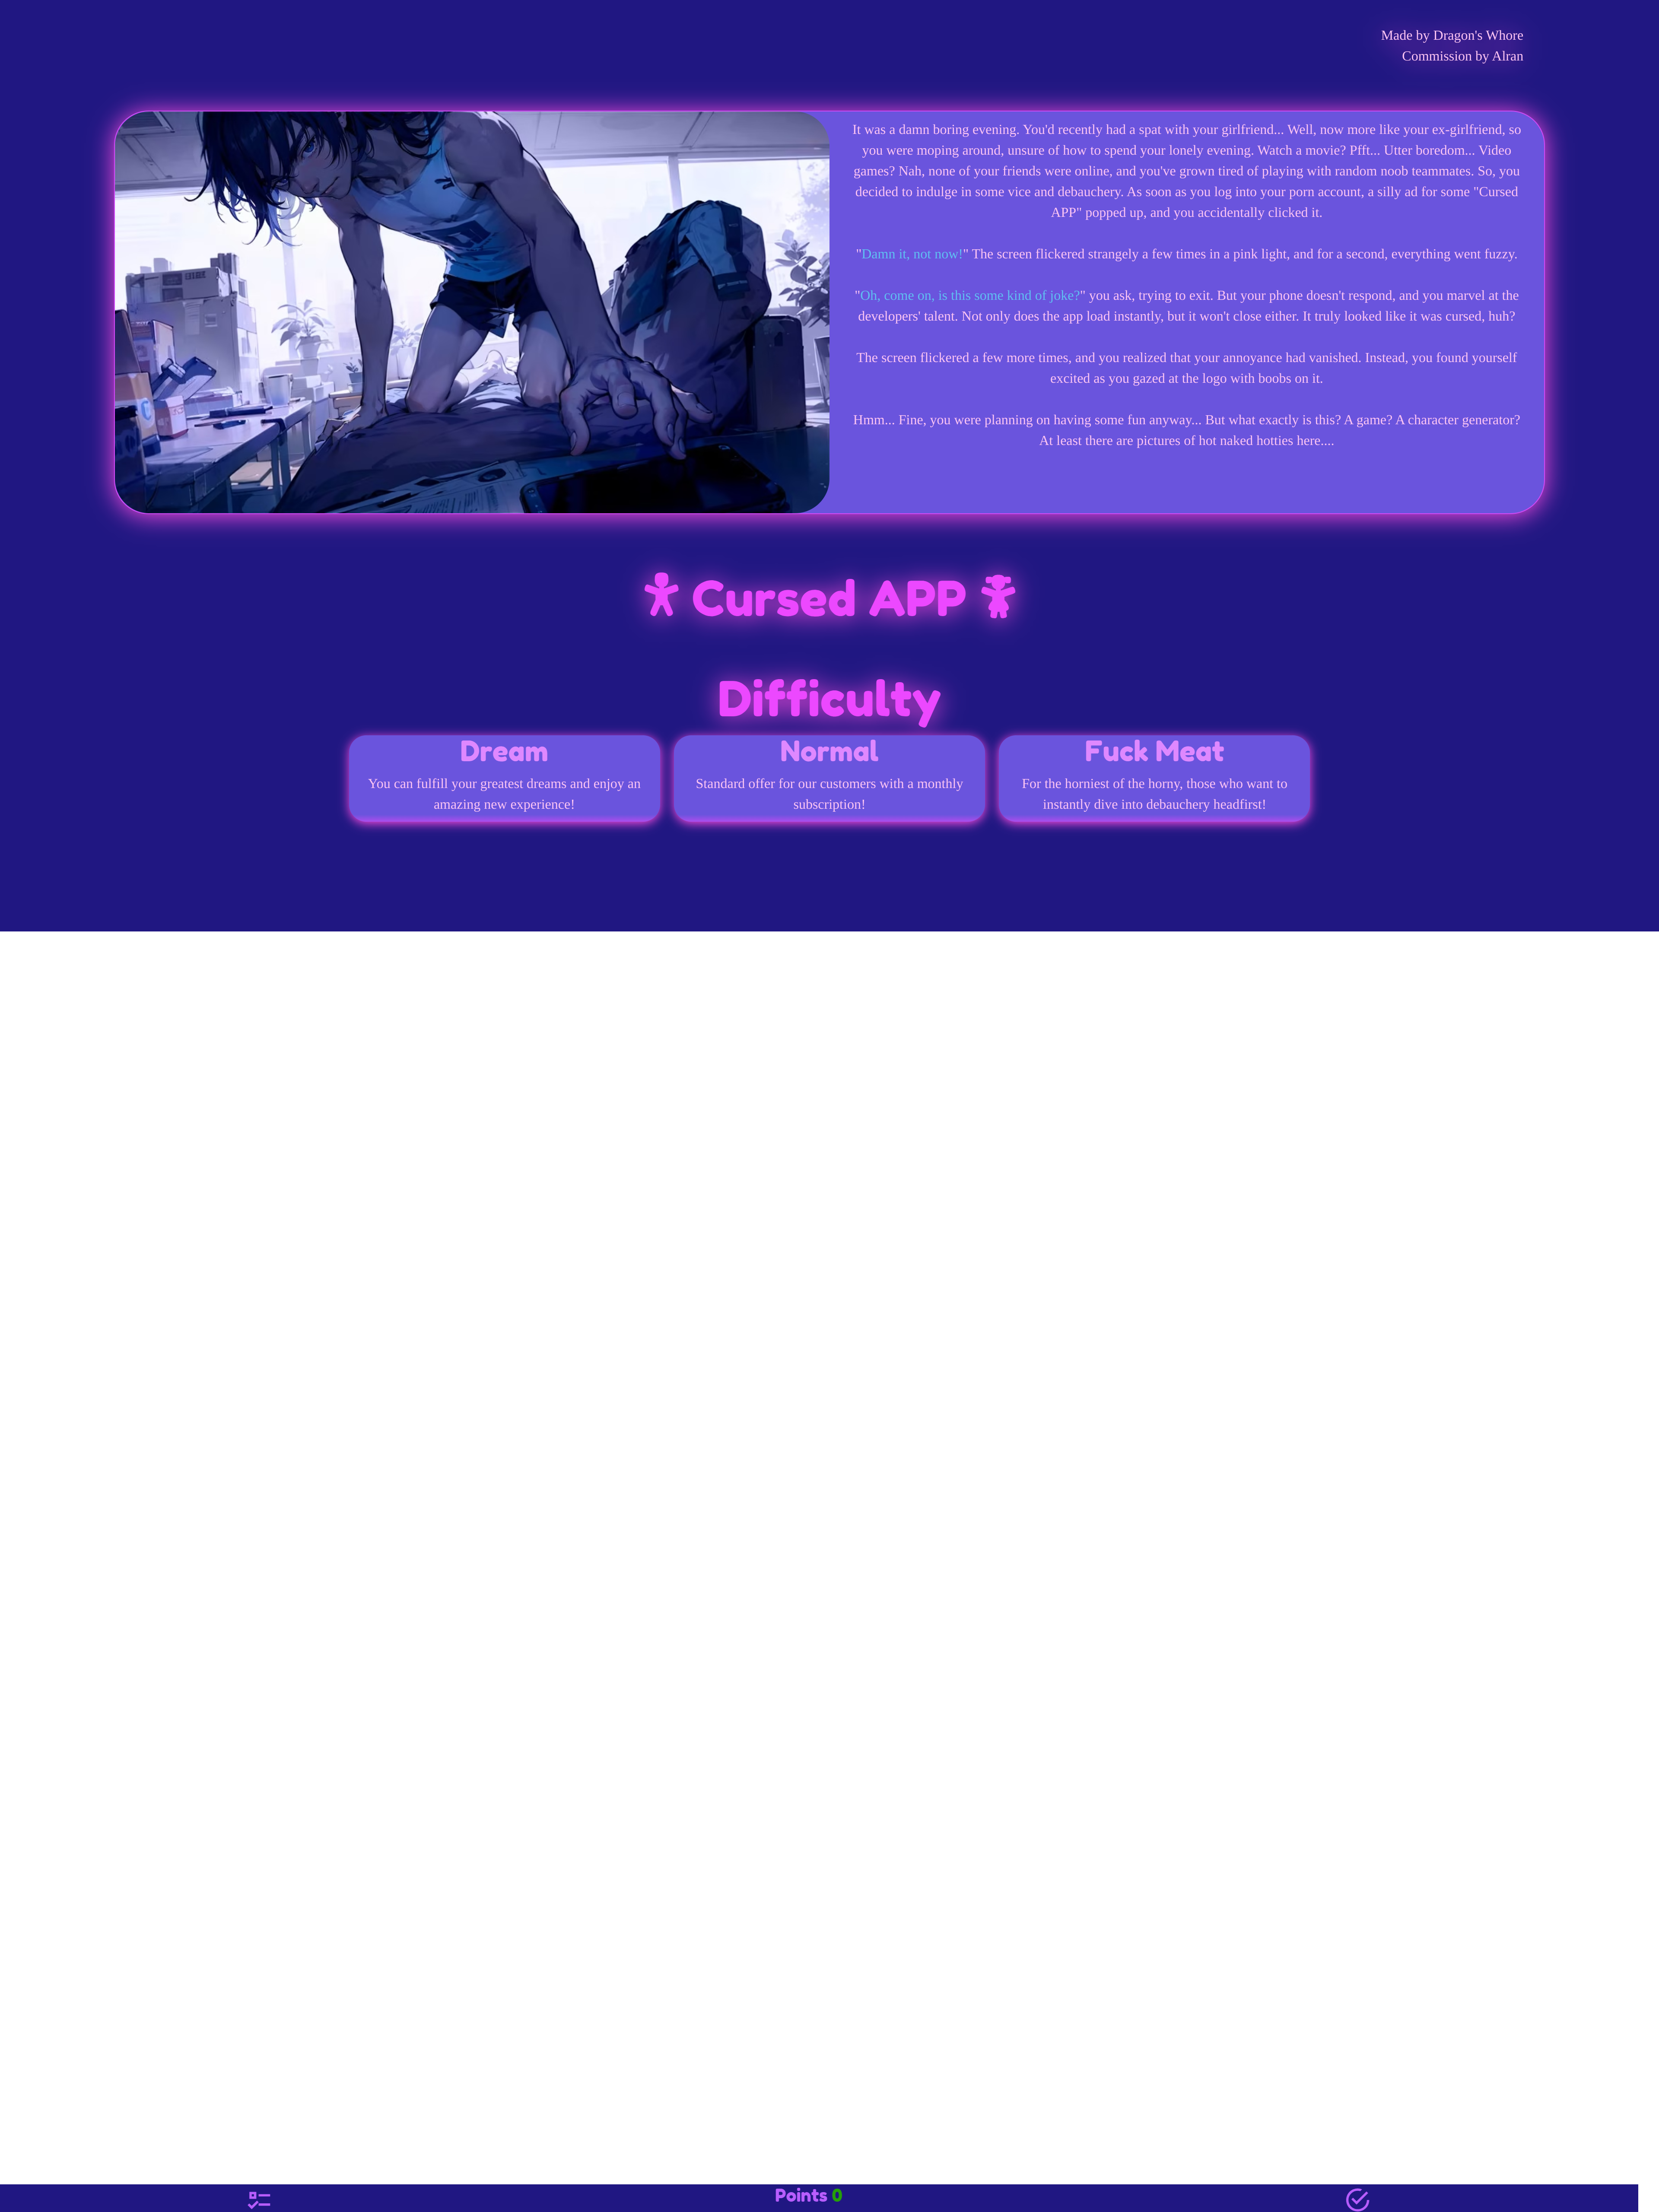 Made by Dragon's Whore
Commission by Alran
It was a damn boring evening. You'd recently had a spat with your girlfriend... Well, now more like your ex-girlfriend, so
you were moping around, unsure of how to spend your lonely evening. Watch a movie? Pfft... Utter boredom... Video
games? Nah, none of your friends were online, and you've grown tired of playing with random noob teammates. So, you
decided to indulge in some vice and debauchery. As soon as you log into your porn account, a silly ad for some "Cursed
APP" popped up, and you accidentally clicked it.
"Damn it, not now!" The screen flickered strangely a few times in a pink light, and for a second, everything went fuzzy.
"Oh, come on, is this some kind of joke?" you ask, trying to exit. But your phone doesn't respond, and you marvel at the
developers' talent. Not only does the app load instantly, but it won't close either. It truly looked like it was cursed, huh?
The screen flickered a few more times, and you realized that your annoyance had vanished. Instead, you found yourself
excited as you gazed at the logo with boobs on it.
Hmm... Fine, you were planning on having some fun anyway... But what exactly is this? A game? A character generator?
At least there are pictures of hot naked hotties here....
Cursed APP
Difficulty
Dream
You can fulfill your greatest dreams and enjoy an
amazing new experience!
Normal
Standard offer for our customers with a monthly
subscription!
Fuck Meat
For the horniest of the horny, those who want to
instantly dive into debauchery headfirst!
Points 0